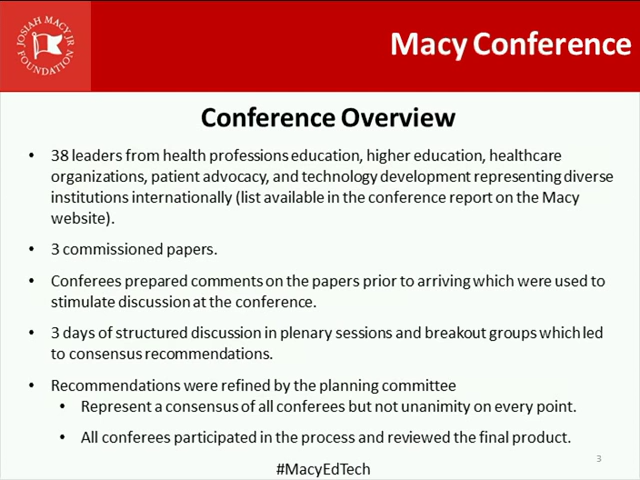 JOSIAH MACY JR
FOUNDATION
Macy Conference
Conference Overview
• 38 leaders from health professions education, higher education, healthcare
organizations, patient advocacy, and technology development representing diverse
institutions internationally (list available in the conference report on the Macy
website).
• 3 commissioned papers.
• Conferees prepared comments on the papers prior to arriving which were used to
stimulate discussion at the conference.
• 3 days of structured discussion in plenary sessions and breakout groups which led
to consensus recommendations.
• Recommendations were refined by the planning committee
• Represent a consensus of all conferees but not unanimity on every point.
• All conferees participated in the process and reviewed the final product.
3
#MacyEdTech